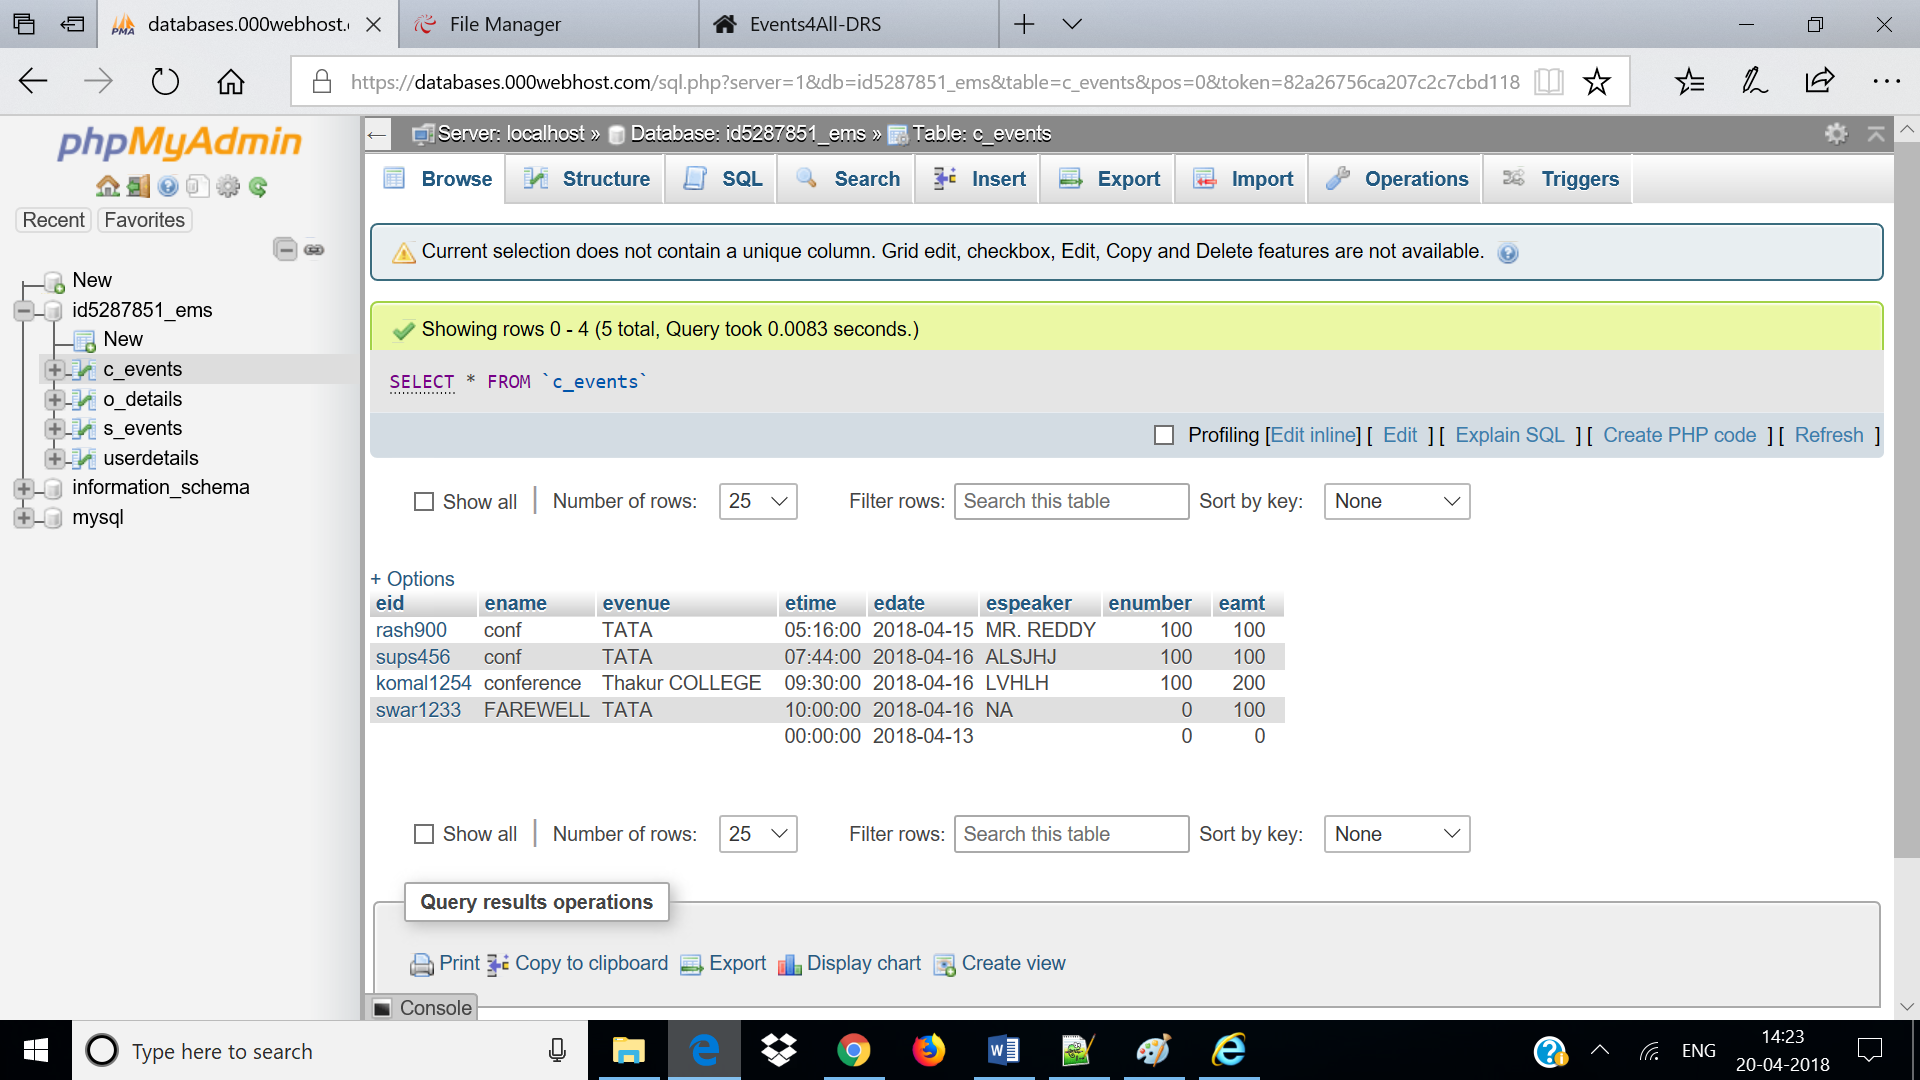 databases.000webhost.
File Manager
Events4All-DRS
https://databases.000webhost.com/sql.php?server=1&db=id5287851_ems&table=c_events&pos=0&token=82a26756ca207c2c7cbd118
phpMyAdmin
Recent Favorites
New
id5287851_ems
New
c_events
o_details
s_events
userdetails
information_schema
mysql
Server: localhost » Database: id5287851_ems » Table: c_events
Browse Structure SQL Search Insert Export Import Operations Triggers
Current selection does not contain a unique column. Grid edit, checkbox, Edit, Copy and Delete features are not available.
Showing rows 0 - 4 (5 total, Query took 0.0083 seconds.)
SELECT * FROM `c_events`
Profiling [Edit inline] [ Edit ] [ Explain SQL ] [ Create PHP code ] [ Refresh ]
Show all | Number of rows: 25 Filter rows: Search this table Sort by key: None
+ Options
eid ename evenue etime edate espeaker enumber eamt
rash900 conf TATA 05:16:00 2018-04-15 MR. REDDY 100 100
sups456 conf TATA 07:44:00 2018-04-16 ALSJHJ 100 100
komal1254 conference Thakur COLLEGE 09:30:00 2018-04-16 LVHLH 100 200
swar1233 FAREWELL TATA 10:00:00 2018-04-16 NA 0 100
00:00:00 2018-04-13 0 0
Show all | Number of rows: 25 Filter rows: Search this table Sort by key: None
Query results operations
Print Copy to clipboard Export Display chart Create view
Console
Type here to search
ENG
14:23
20-04-2018